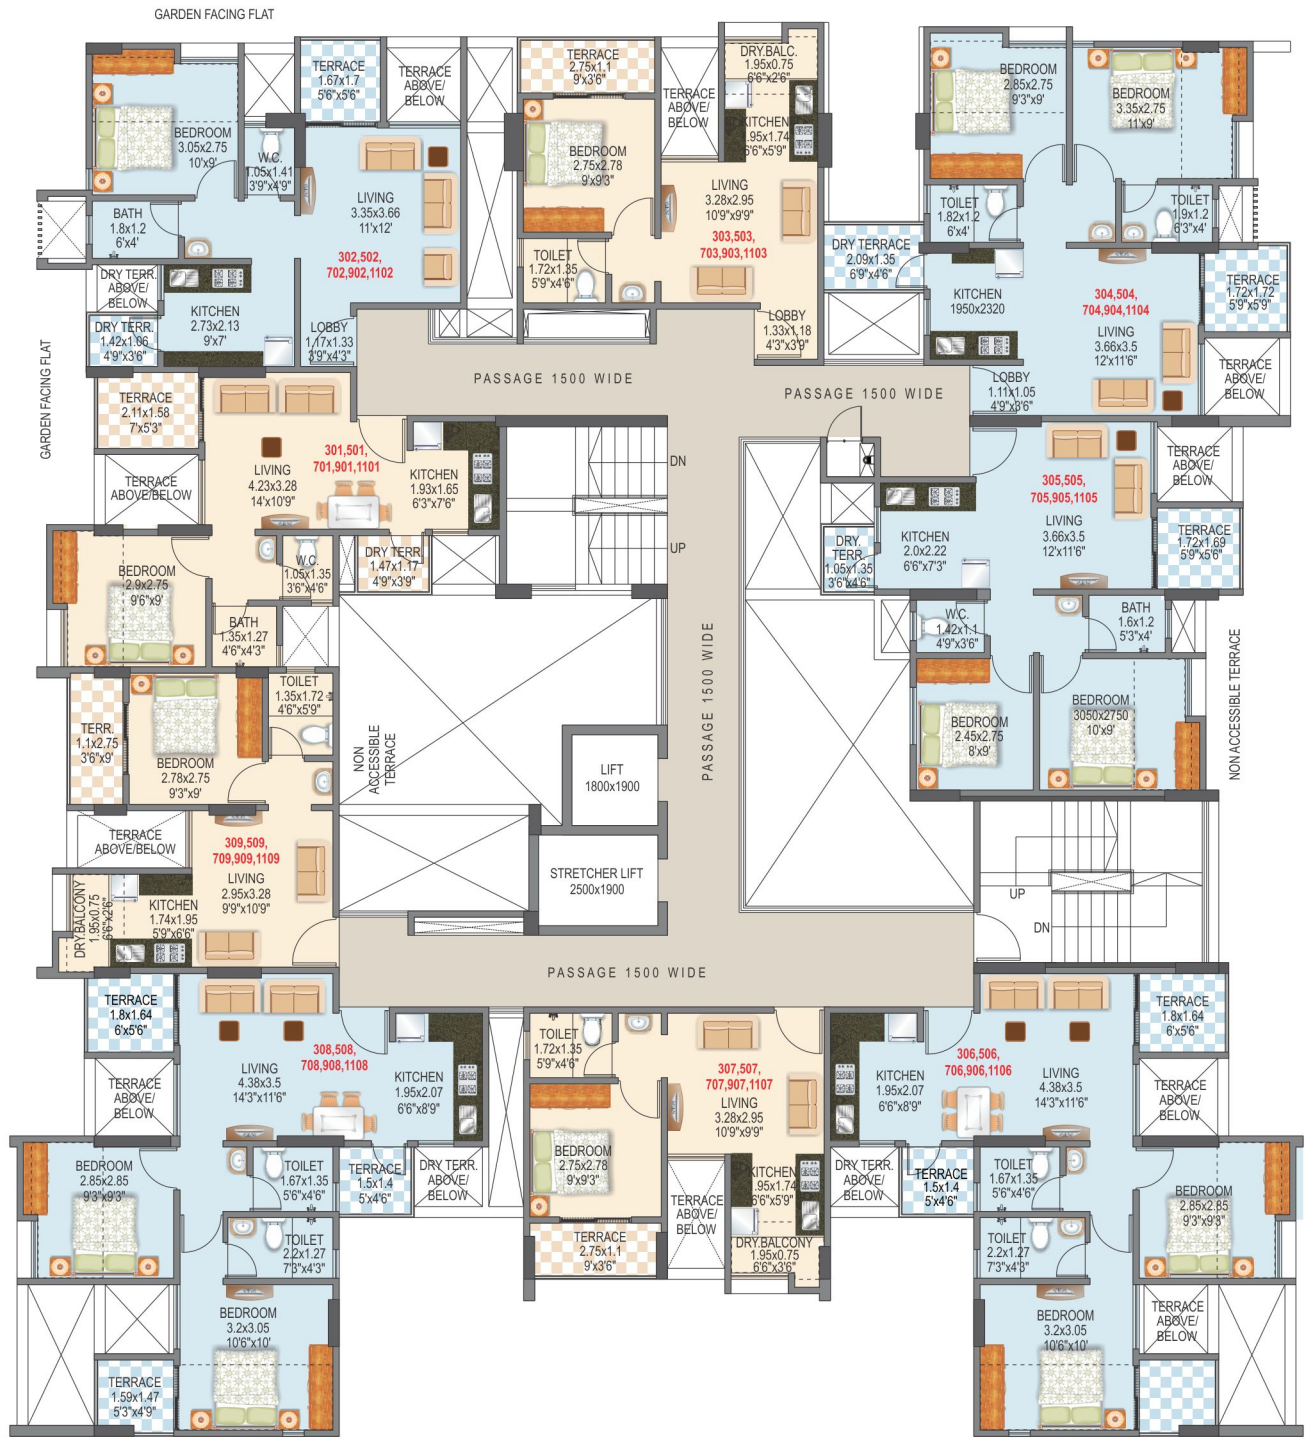 GARDEN FACING FLAT
BEDROOM
3.05x2.75
10'x9'
W.C.
1.05x1.41
3'9"x4'9"
TERRACE
1.67x1.7
5'6"x5'6"
TERRACE
ABOVE/
BELOW
LIVING
3.35x3.66
11'x12'
302,502,
702,902,1102
BATH
1.8x1.2
6'x4'
DRY TERR.
ABOVE/
BELOW
DRY TERR.
1.42x1.06
4'9"x3'6"
KITCHEN
2.73x2.13
9'x7'
LOBBY
1.17x1.33
3'9"x4'3"
TERRACE
2.75x1.1
9'x3'6"
BEDROOM
2.75x2.78
9'x9'3"
TOILET
1.72x1.35
5'9"x4'6"
TERRACE
ABOVE/
BELOW
DRY.BALC.
1.95x0.75
6'6"x2'6"
KITCHEN
1.95x1.74
6'6"x5'9"
LIVING
3.28x2.95
10'9"x9'9"
303,503,
703,903,1103
LOBBY
1.33x1.18
4'3"x3'9"
BEDROOM
2.85x2.75
9'3"x9'
BEDROOM
3.35x2.75
11'x9'
TOILET
1.82x1.2
6'x4'
TOILET
1.9x1.2
6'3"x4'
DRY TERRACE
2.09x1.35
6'9"x4'6"
KITCHEN
1950x2320
304,504,
704,904,1104
LIVING
3.66x3.5
12'x11'6"
TERRACE
1.72x1.72
5'9"x5'9"
TERRACE
ABOVE/
BELOW
LOBBY
1.11x1.05
4'9"x3'6"
PASSAGE 1500 WIDE
PASSAGE 1500 WIDE
GARDEN FACING FLAT
TERRACE
2.11x1.58
7'x5'3"
TERRACE
ABOVE/BELOW
301,501,
701,901,1101
LIVING
4.23x3.28
14'x10'9"
KITCHEN
1.93x1.65
6'3"x7'6"
DRY TERR.
1.47x1.17
4'9"x3'9"
W.C.
1.05x1.35
3'6"x4'6"
BEDROOM
2.9x2.75
9'6"x9'
BATH
1.35x1.27
4'6"x4'3"
DN
UP
305,505,
705,905,1105
LIVING
3.66x3.5
12'x11'6"
TERRACE
ABOVE/
BELOW
TERRACE
1.72x1.69
5'9"x5'6"
KITCHEN
2.0x2.22
6'6"x7'3"
DRY.
TERR.
1.05x1.35
3'6"x4'6"
W.C.
1.42x1.1
4'9"x3'6"
BATH
1.6x1.2
5'3"x4'
BEDROOM
2.45x2.75
8'x9'
BEDROOM
3050x2750
10'x9'
NON ACCESSIBLE TERRACE
PASSAGE 1500 WIDE
TERR.
1.1x2.75
3'6"x9'
BEDROOM
2.78x2.75
9'3"x9'
TOILET
1.35x1.72
4'6"x5'9"
NON
ACCESSIBLE
TERRACE
LIFT
1800x1900
STRETCHER LIFT
2500x1900
TERRACE
ABOVE/BELOW
309,509,
709,909,1109
LIVING
2.95x3.28
9'9"x10'9"
DRY.BALCONY
1.95x0.75
6'6"x2'6"
KITCHEN
1.74x1.95
5'9"x6'6"
UP
DN
PASSAGE 1500 WIDE
TERRACE
1.8x1.64
6'x5'6"
TERRACE
ABOVE/
BELOW
308,508,
708,908,1108
LIVING
4.38x3.5
14'3"x11'6"
KITCHEN
1.95x2.07
6'6"x8'9"
BEDROOM
2.85x2.85
9'3"x9'3"
TOILET
1.67x1.35
5'6"x4'6"
TERRACE
1.5x1.4
5'x4'6"
DRY TERR.
ABOVE/
BELOW
TOILET
2.2x1.27
7'3"x4'3"
BEDROOM
3.2x3.05
10'6"x10'
TERRACE
1.59x1.47
5'3"x4'9"
TOILET
1.72x1.35
5'9"x4'6"
307,507,
707,907,1107
LIVING
3.28x2.95
10'9"x9'9"
BEDROOM
2.75x2.78
9'x9'3"
KITCHEN
1.95x1.74
6'6"x5'9"
TERRACE
ABOVE/
BELOW
TERRACE
2.75x1.1
9'x3'6"
DRY.BALCONY
1.95x0.75
6'6"x3'6"
306,506,
706,906,1106
KITCHEN
1.95x2.07
6'6"x8'9"
LIVING
4.38x3.5
14'3"x11'6"
TERRACE
1.8x1.64
6'x5'6"
TERRACE
ABOVE/
BELOW
DRY TERR.
ABOVE/
BELOW
TERRACE
1.5x1.4
5'x4'6"
TOILET
1.67x1.35
5'6"x4'6"
BEDROOM
2.85x2.85
9'3"x9'3"
TOILET
2.2x1.27
7'3"x4'3"
BEDROOM
3.2x3.05
10'6"x10'
TERRACE
ABOVE/
BELOW